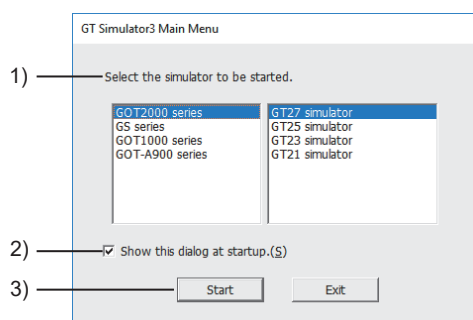 GT Simulator3 Main Menu
1) Select the simulator to be started.
GOT2000 series GT27 simulator
GS series GT25 simulator
GOT1000 series GT23 simulator
GOT-A900 series GT21 simulator
2) Show this dialog at startup.(S)
3) Start Exit